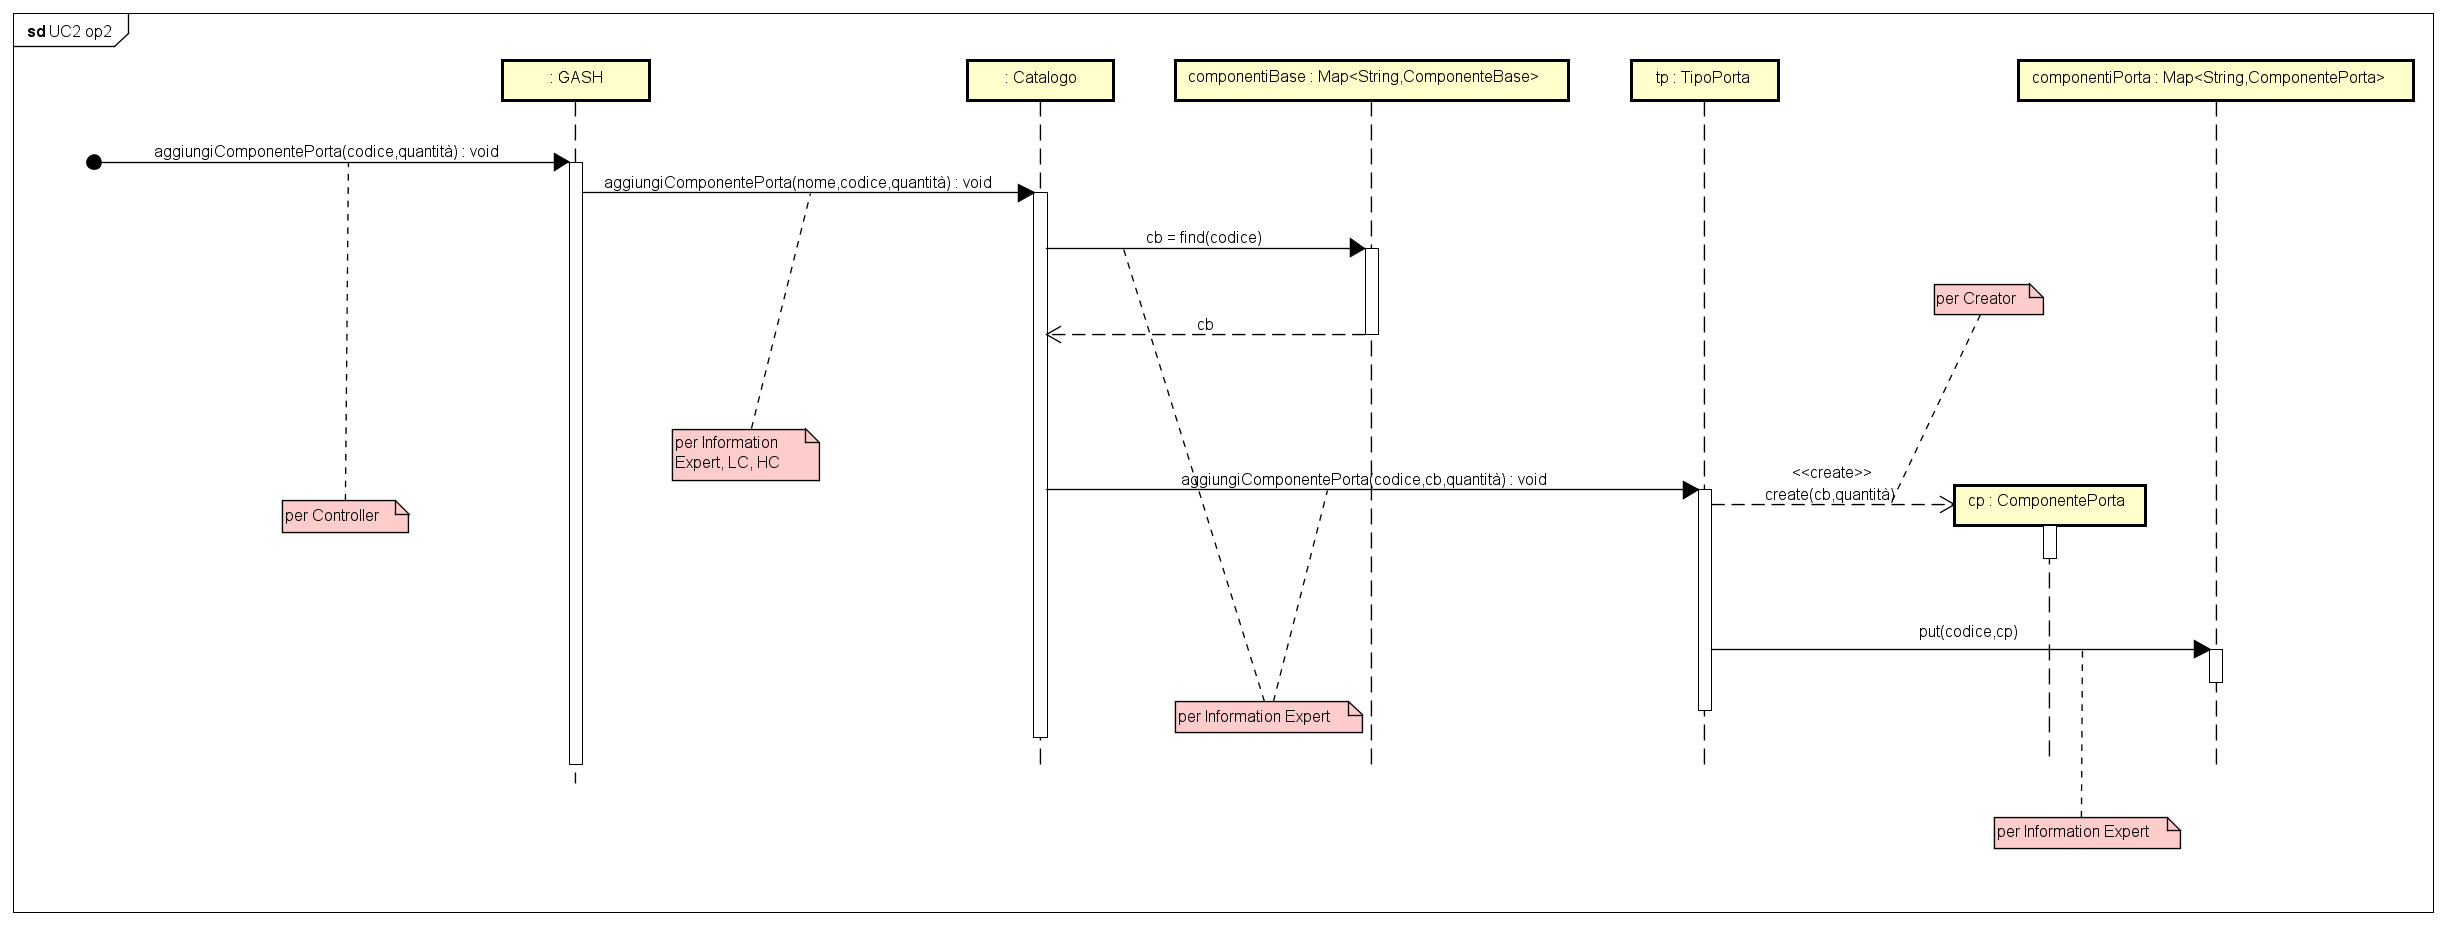 sd UC2 op2
: GASH
: Catalogo
componentiBase : Map<String,ComponenteBase>
tp : TipoPorta
componentiPorta : Map<String,ComponentePorta>
aggiungiComponentePorta(codice,quantità) : void
aggiungiComponentePorta(nome,codice,quantità) : void
cb = find(codice)
per Creator
cb
per Information
Expert, LC, HC
aggiungiComponentePorta(codice,cb,quantità) : void
<<create>>
create(cb,quantità)
cp : ComponentePorta
per Controller
put(codice,cp)
per Information Expert
per Information Expert